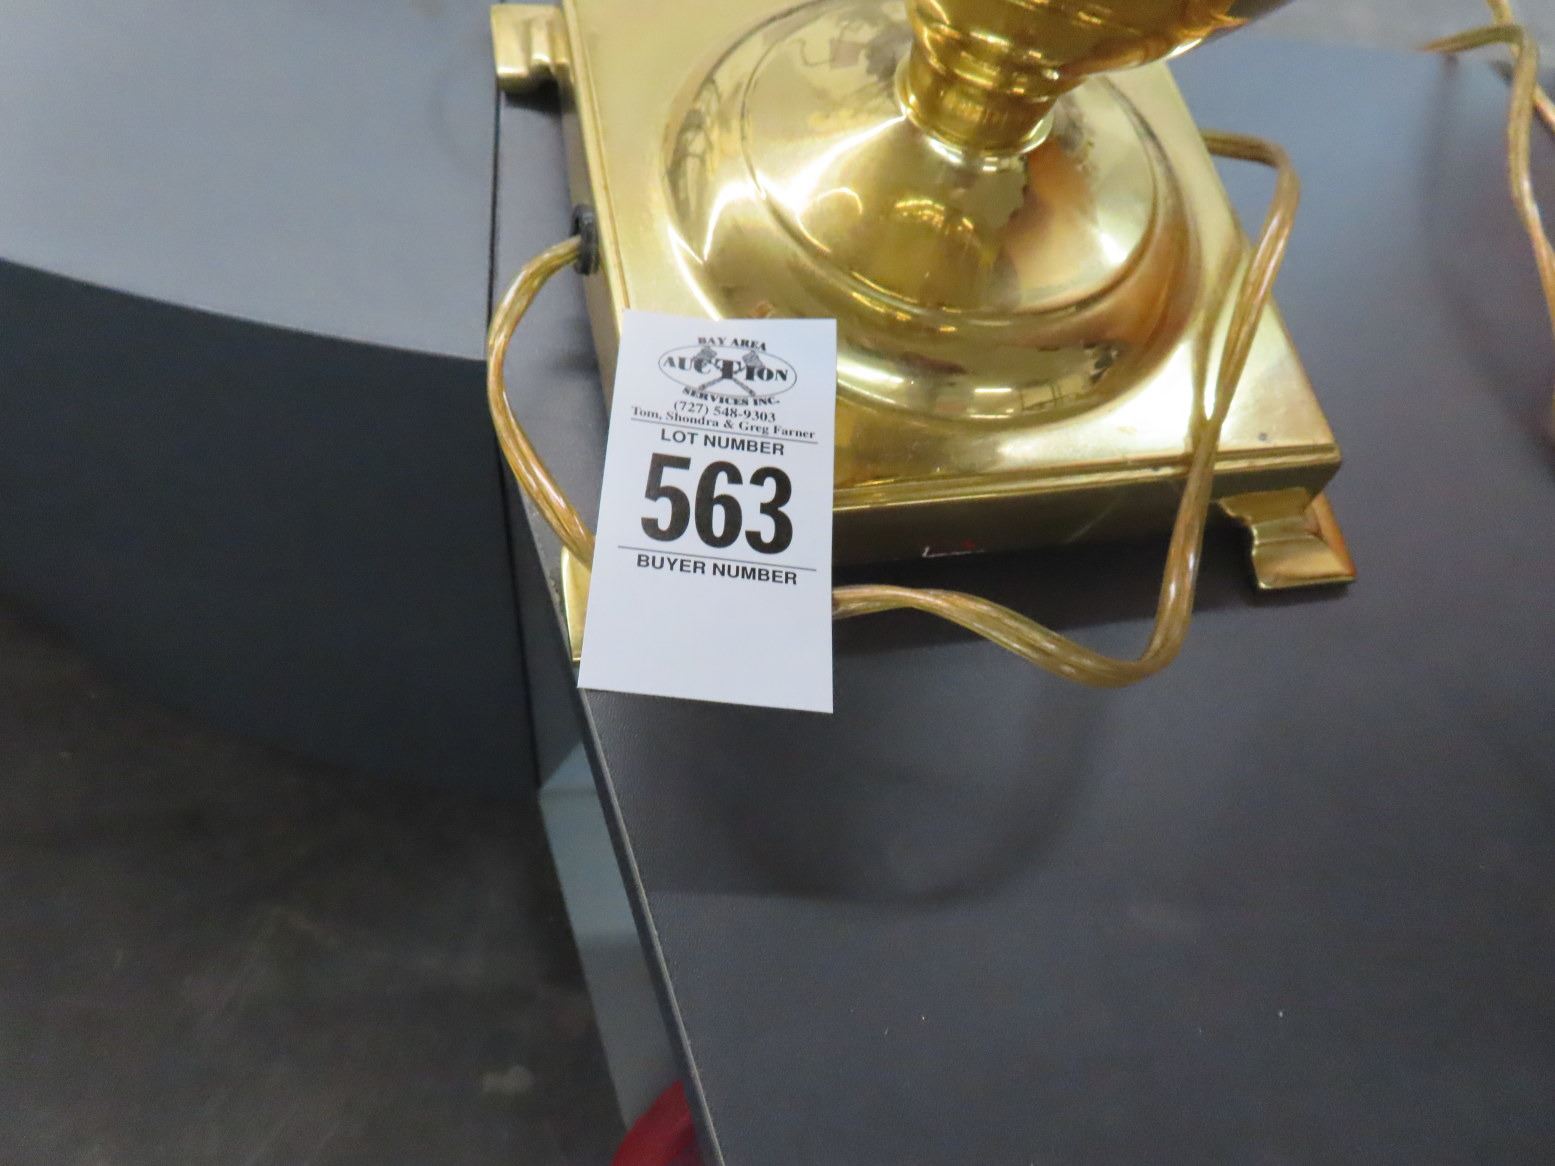 BAY AREA
AUCTION
SERVICES INC.
(727) 548-9303
Tom, Shondra & Greg Farner
LOT NUMBER
563
BUYER NUMBER